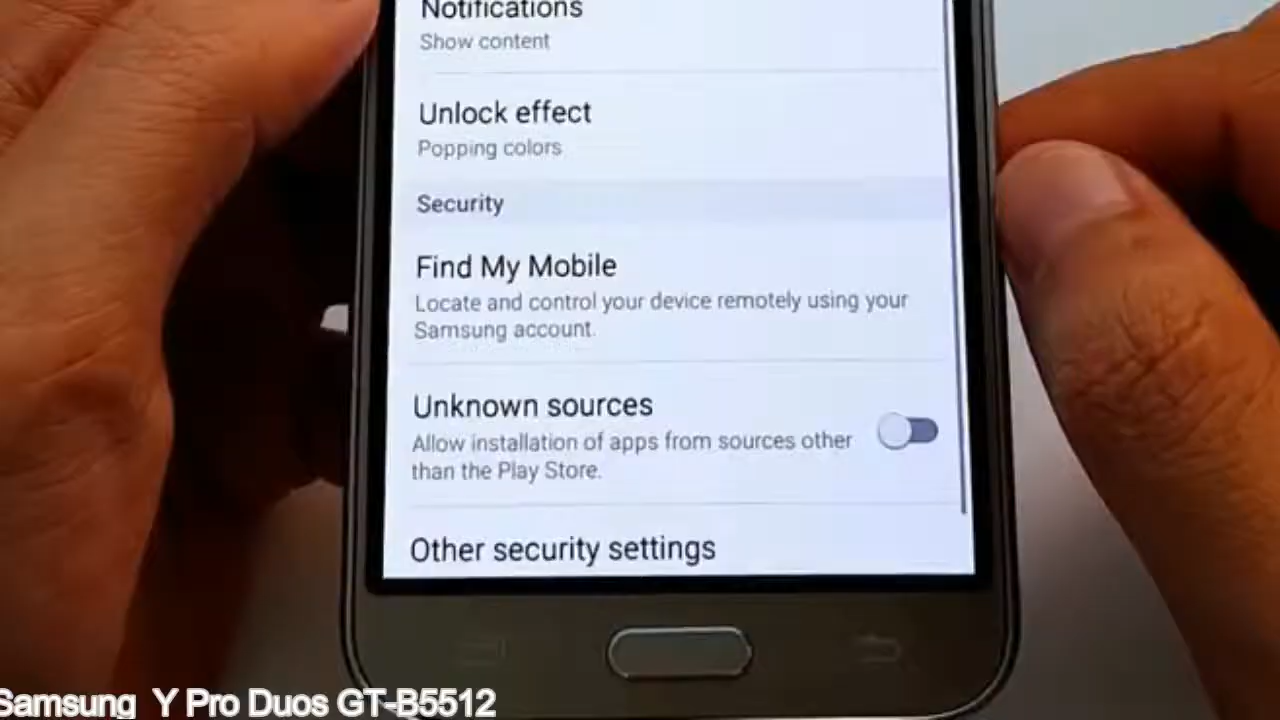 Notifications
Show content
Unlock effect
Popping colors
Security
Find My Mobile
Locate and control your device remotely using your
Samsung account.
Unknown sources
Allow installation of apps from sources other
than the Play Store.
Other security settings
Samsung Y Pro Duos GT-B5512